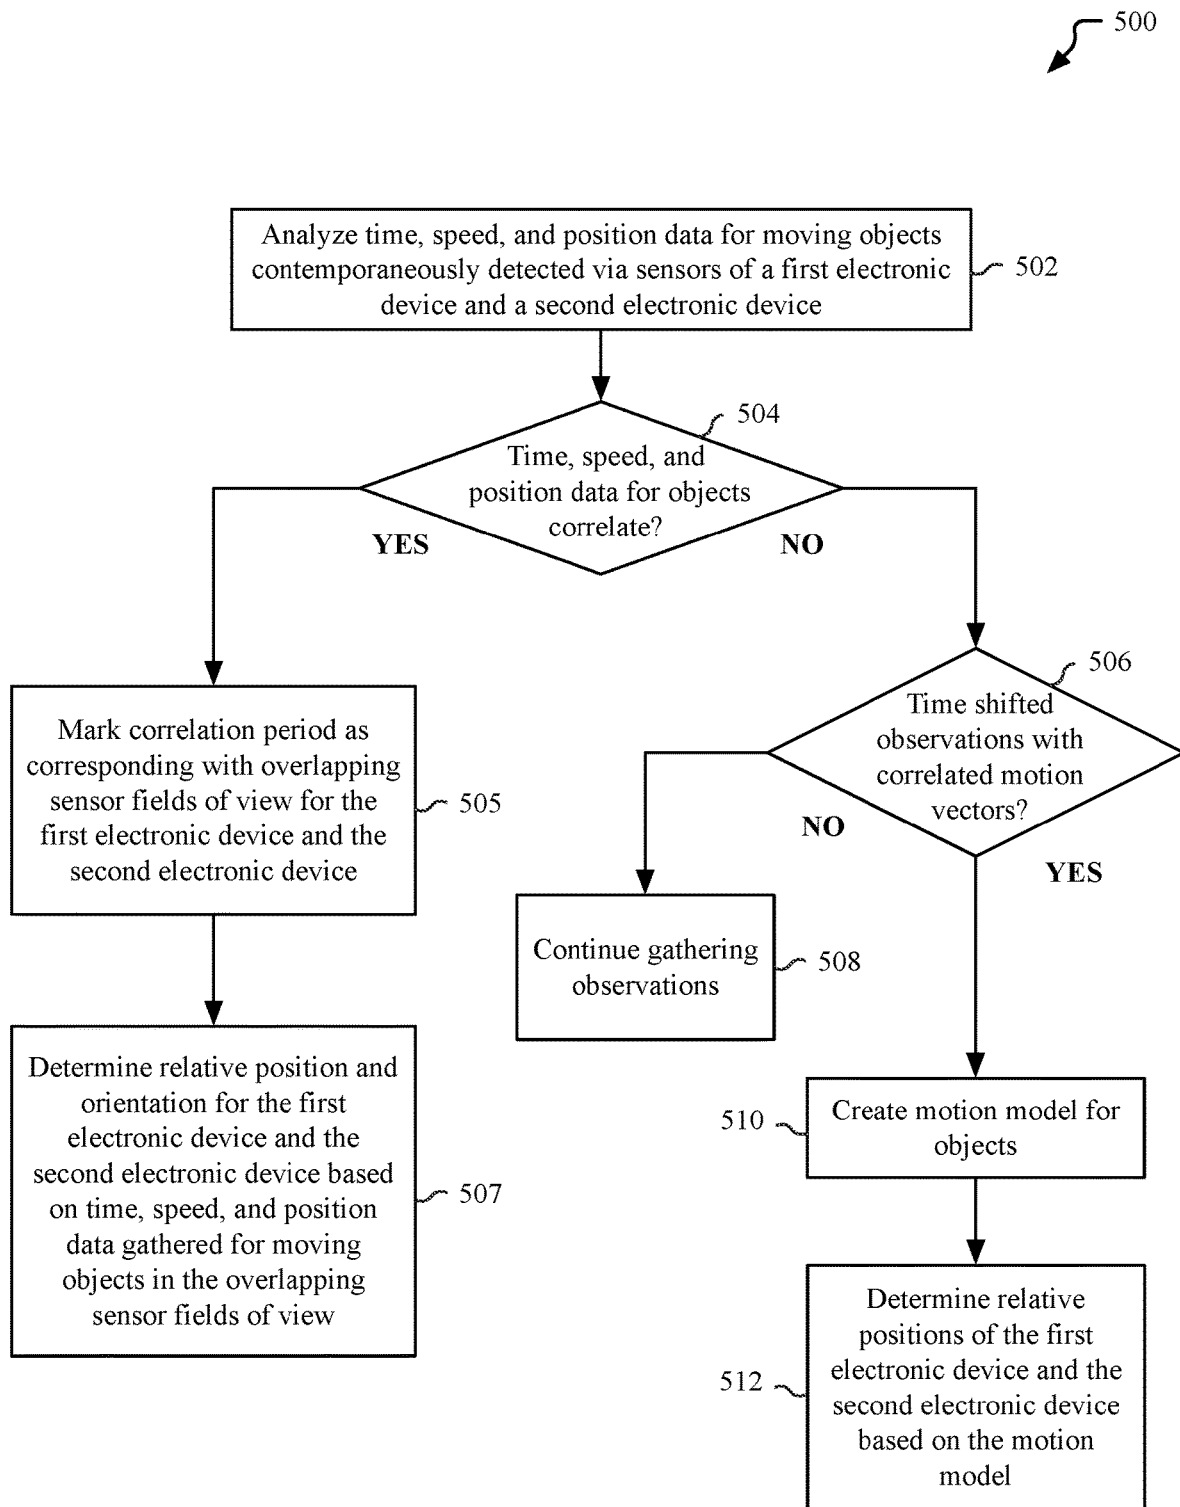 500
Analyze time, speed, and position data for moving objects
contemporaneously detected via sensors of a first electronic
device and a second electronic device
502
504
Time, speed, and
position data for objects
correlate?
YES
NO
506
Time shifted
observations with
correlated motion
vectors?
NO
YES
Mark correlation period as
corresponding with overlapping
sensor fields of view for the
first electronic device and the
second electronic device
505
Continue gathering
observations
508
Determine relative position and
orientation for the first
electronic device and the
second electronic device based
on time, speed, and position
data gathered for moving
objects in the overlapping
sensor fields of view
507
510
Create motion model for
objects
512
Determine relative
positions of the first
electronic device and the
second electronic device
based on the motion
model